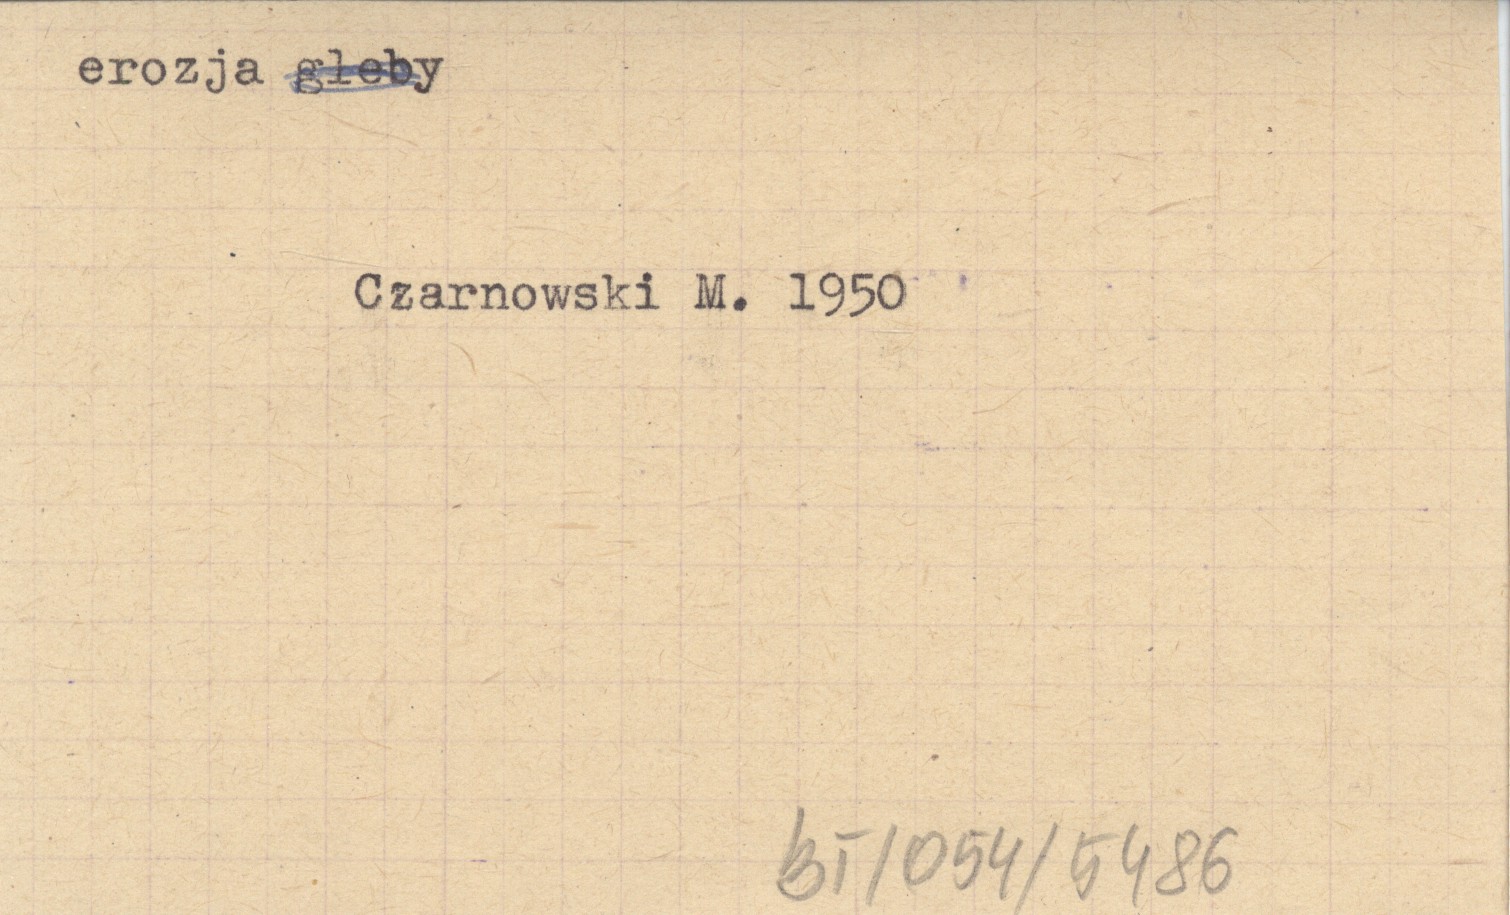 erozja gleby
Czarnowski M. 1950
BI/054/5486